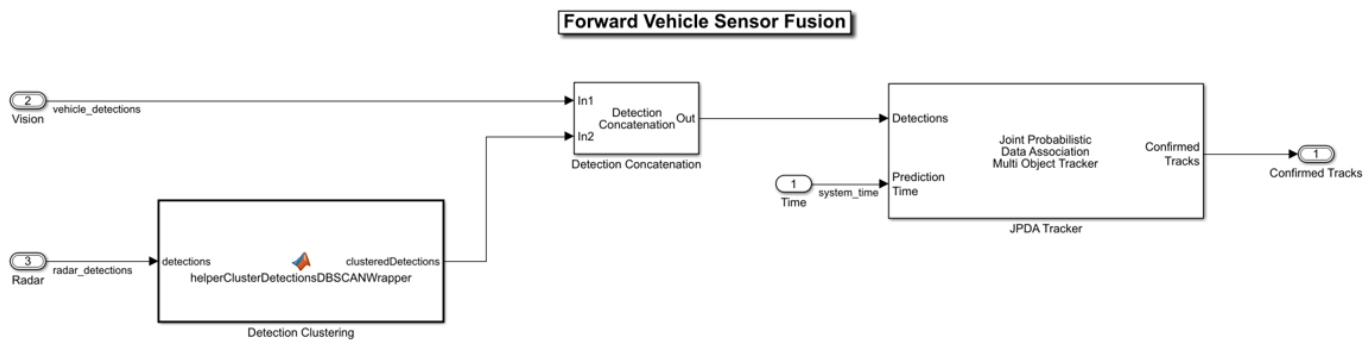 Forward Vehicle Sensor Fusion
2
vehicle_detections
Vision
In1
Detection
Concatenation
Out
In2
Detection Concatenation
Detections
Joint Probabilistic
Data Association
Multi Object Tracker
Confirmed
Tracks
Prediction
Time
JPDA Tracker
1
Confirmed Tracks
1
system_time
Time
3
radar_detections
Radar
detections
clusteredDetections
helperClusterDetectionsDBSCANWrapper
Detection Clustering